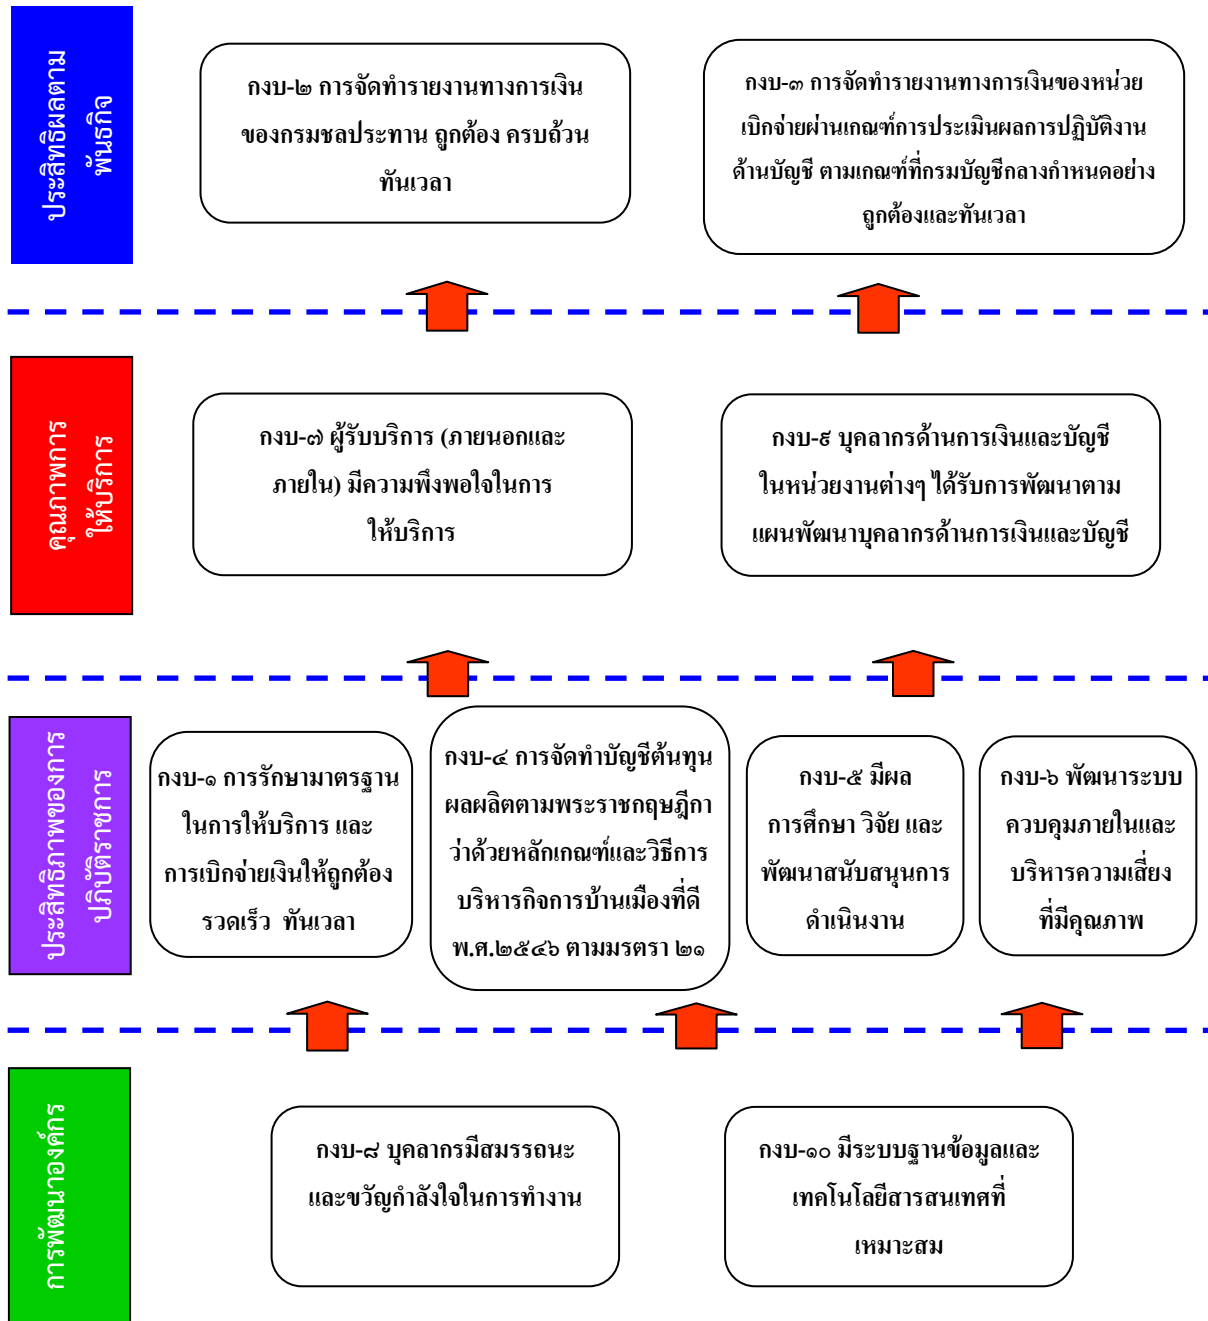 ประสิทธิผลตาม
พันธกิจ
กงบ-๒ การจัดทำรายงานทางการเงิน
ของกรมชลประทาน ถูกต้อง ครบถ้วน
ทันเวลา
กงบ-๓ การจัดทำรายงานทางการเงินของหน่วย
เบิกจ่ายผ่านเกณฑ์การประเมินผลการปฏิบัติงาน
ด้านบัญชี ตามเกณฑ์ที่กรมบัญชีกลางกำหนดอย่าง
ถูกต้องและทันเวลา
คุณภาพการ
ให้บริการ
กงบ-๗ ผู้รับบริการ (ภายนอกและ
ภายใน) มีความพึงพอใจในการ
ให้บริการ
กงบ-๙ บุคลากรด้านการเงินและบัญชี
ในหน่วยงานต่างๆ ได้รับการพัฒนาตาม
แผนพัฒนาบุคลากรด้านการเงินและบัญชี
ประสิทธิภาพของการ
ปฏิบัติราชการ
กงบ-๑ การรักษามาตรฐาน
ในการให้บริการ และ
การเบิกจ่ายเงินให้ถูกต้อง
รวดเร็ว ทันเวลา
กงบ-๔ การจัดทำบัญชีต้นทุน
ผลผลิตตามพระราชกฤษฎีกา
ว่าด้วยหลักเกณฑ์และวิธีการ
บริหารกิจการบ้านเมืองที่ดี
พ.ศ.๒๕๔๖ ตามมรตรา ๒๑
กงบ-๕ มีผล
การศึกษา วิจัย และ
พัฒนาสนับสนุนการ
ดำเนินงาน
กงบ-๖ พัฒนาระบบ
ควบคุมภายในและ
บริหารความเสี่ยง
ที่มีคุณภาพ
การพัฒนาองค์กร
กงบ-๘ บุคลากรมีสมรรถนะ
และขวัญกำลังใจในการทำงาน
กงบ-๑๐ มีระบบฐานข้อมูลและ
เทคโนโลยีสารสนเทศที่
เหมาะสม